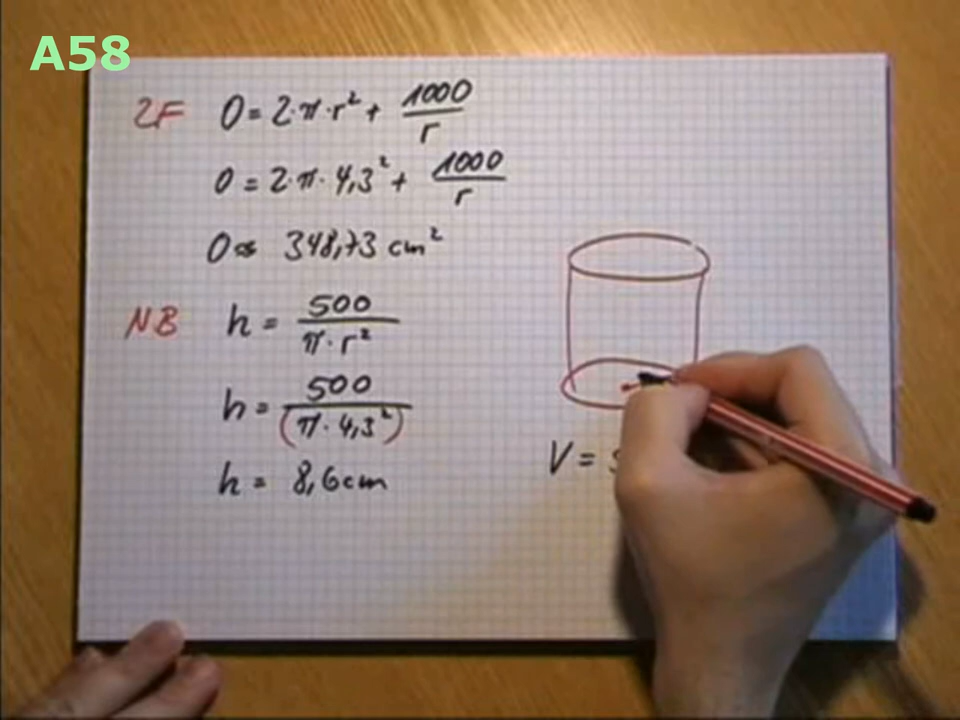 A58
ZF O = 2·π·r² + 1000/r
O = 2·π·4,3² + 1000/r
O ≈ 348,73 cm²
NB h = 500/(π·r²)
h = 500/(π·4,3²)
h = 8,6cm
V =